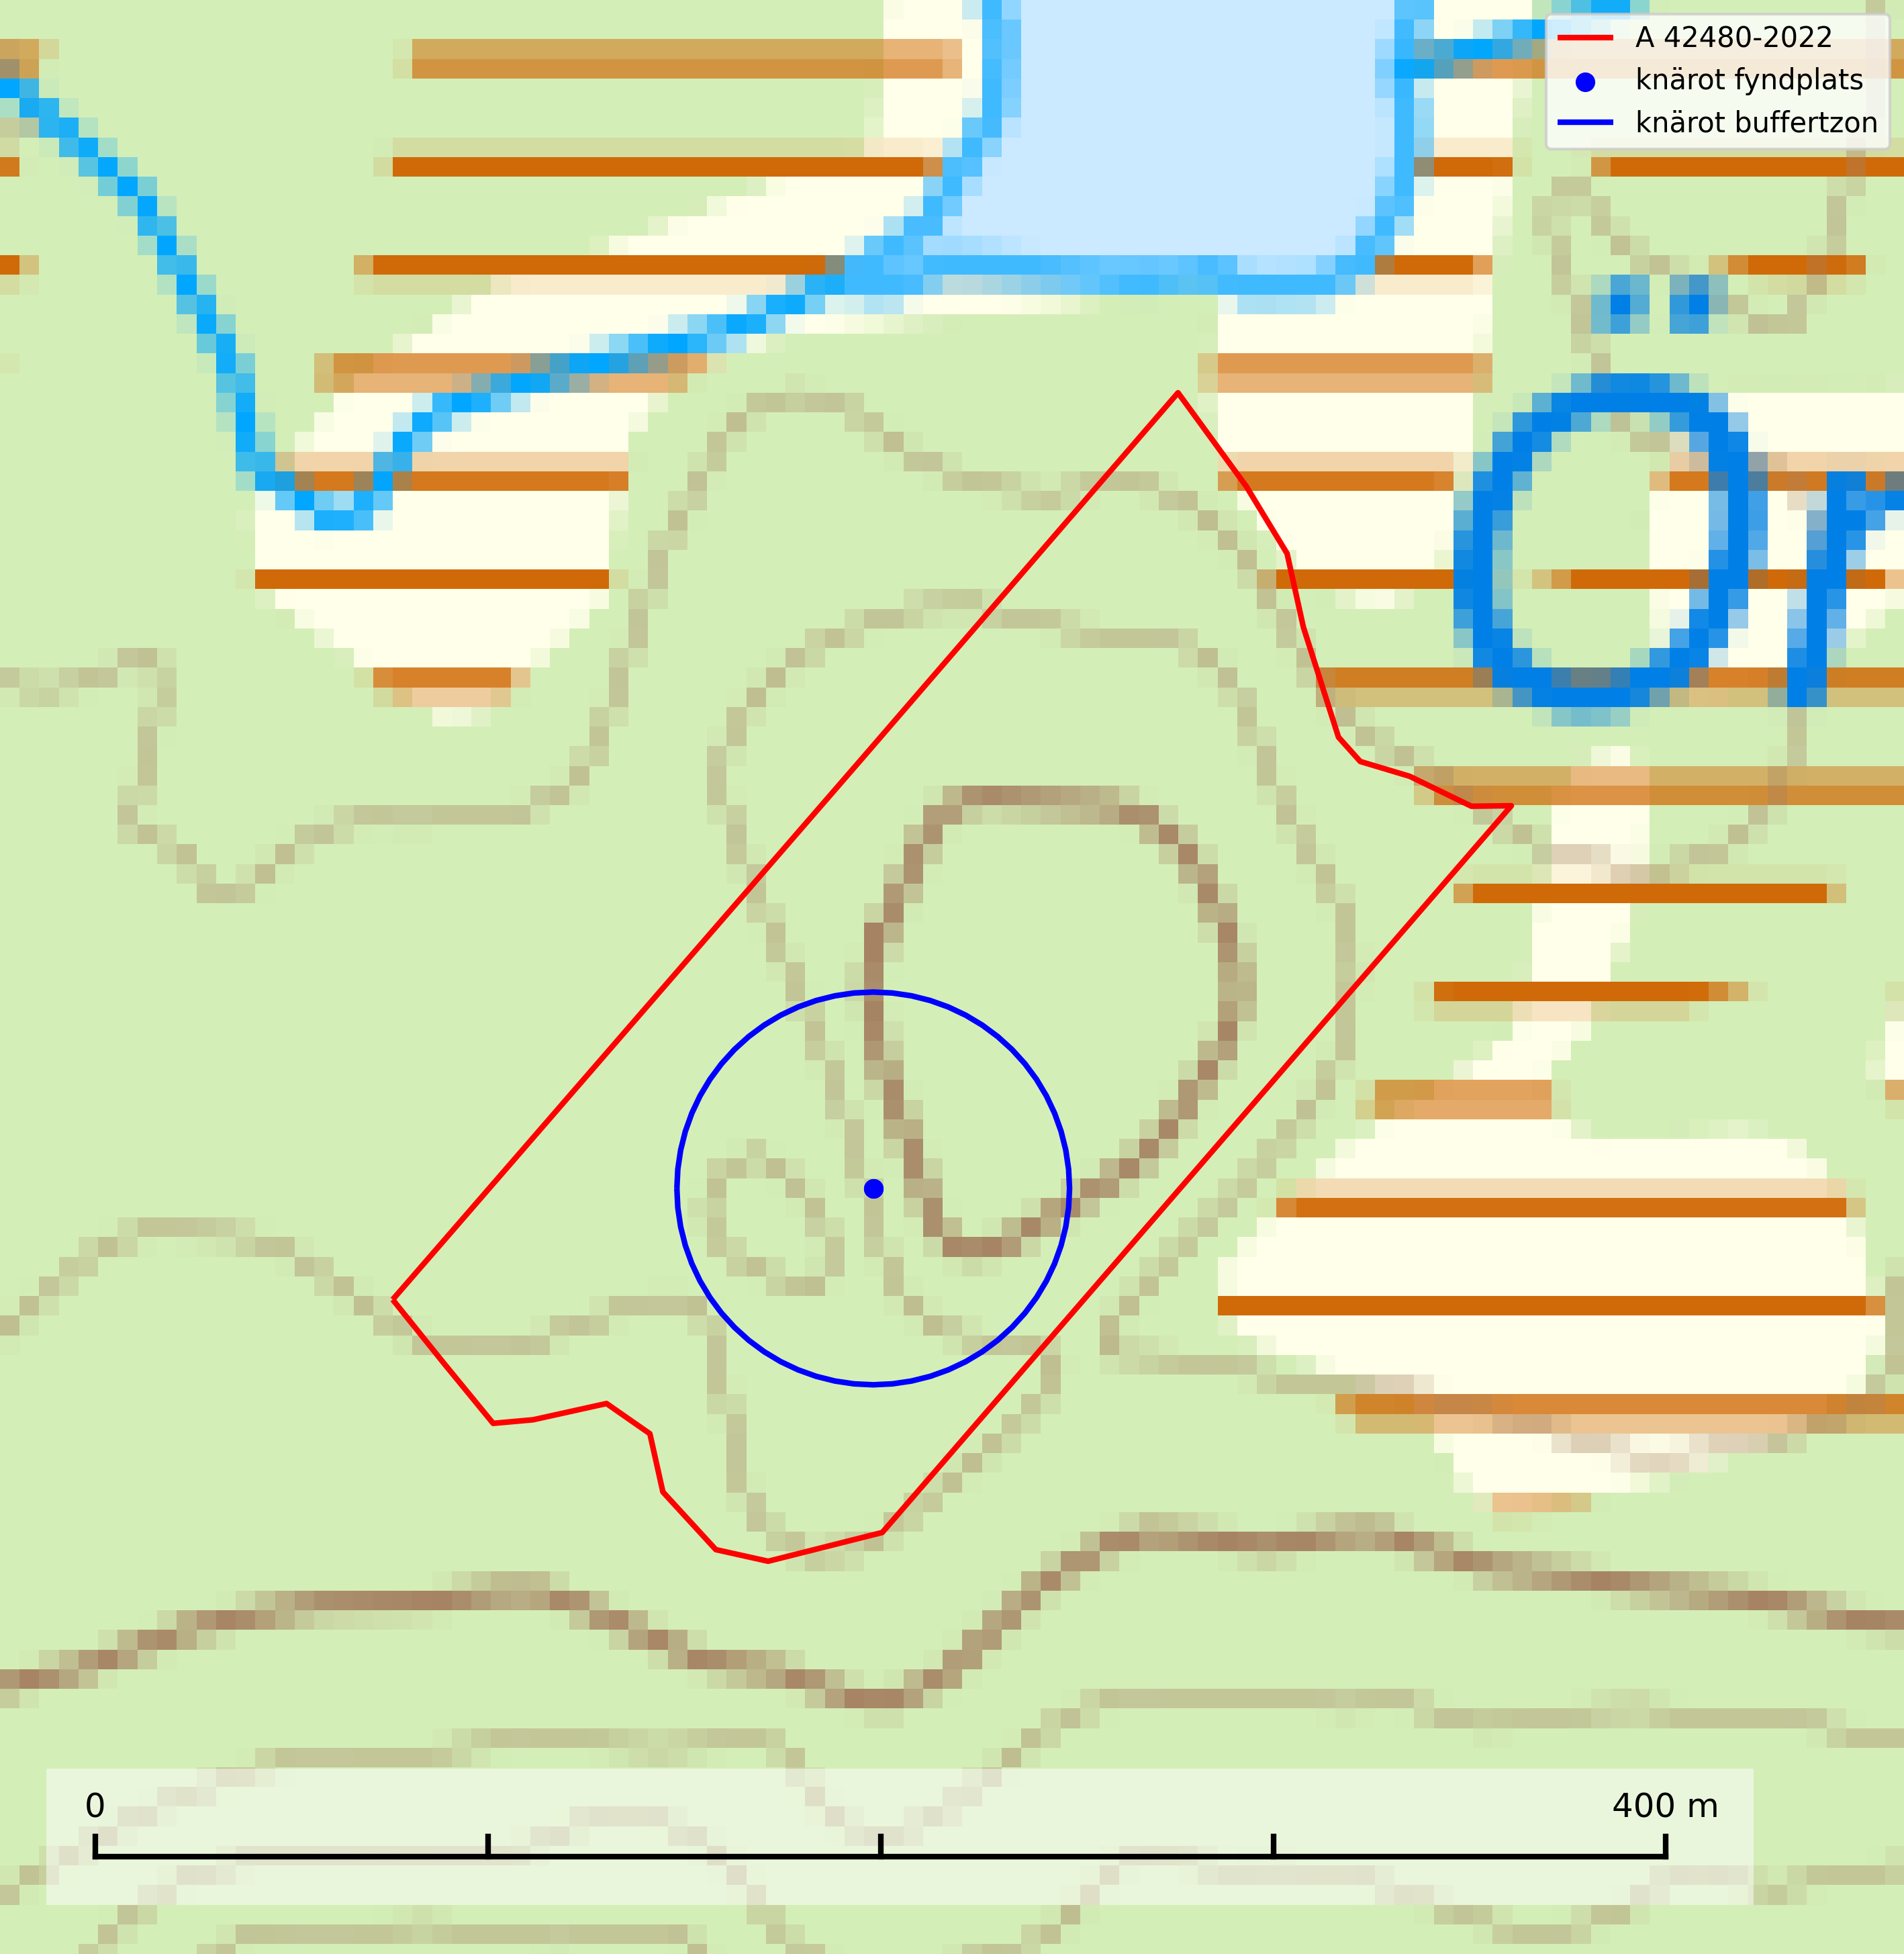 A 42480-2022
knärot fyndplats
knärot buffertzon
0
400 m